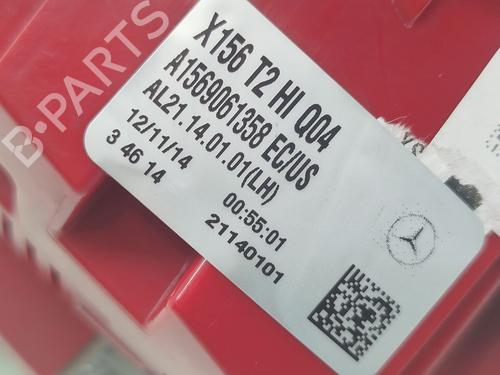 B-PARTS
X156 T2 HI Q04
A1569061358 EC/US
AL21.14.01.01(LH)
12/11/14 00:55:01
3 46 14 21140101